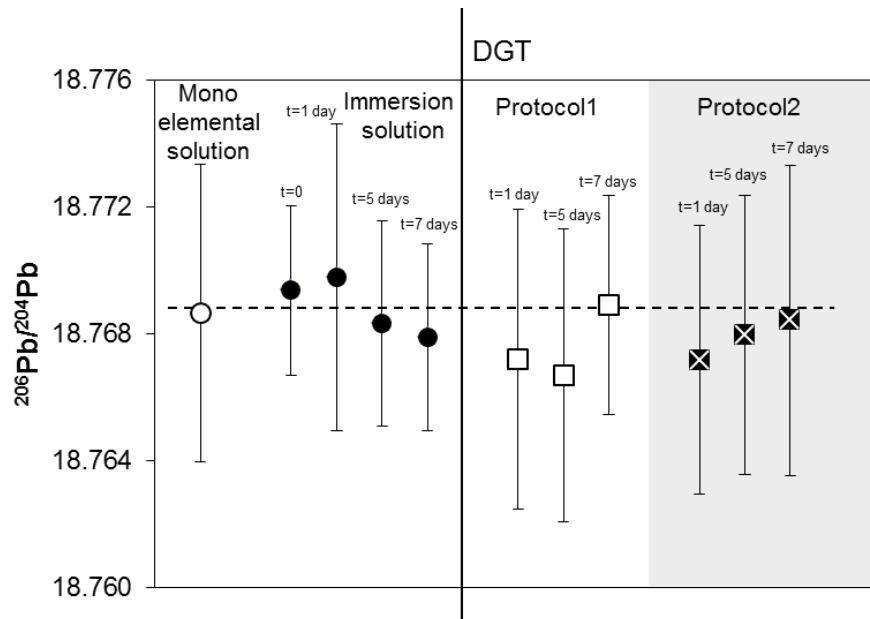 DGT
18.776
18.772
18.768
18.764
18.760
²⁰⁶Pb/²⁰⁴Pb
Mono
elemental
solution
Immersion
solution
t=0
t=1 day
t=5 days
t=7 days
Protocol1
t=1 day
t=5 days
t=7 days
Protocol2
t=1 day
t=5 days
t=7 days